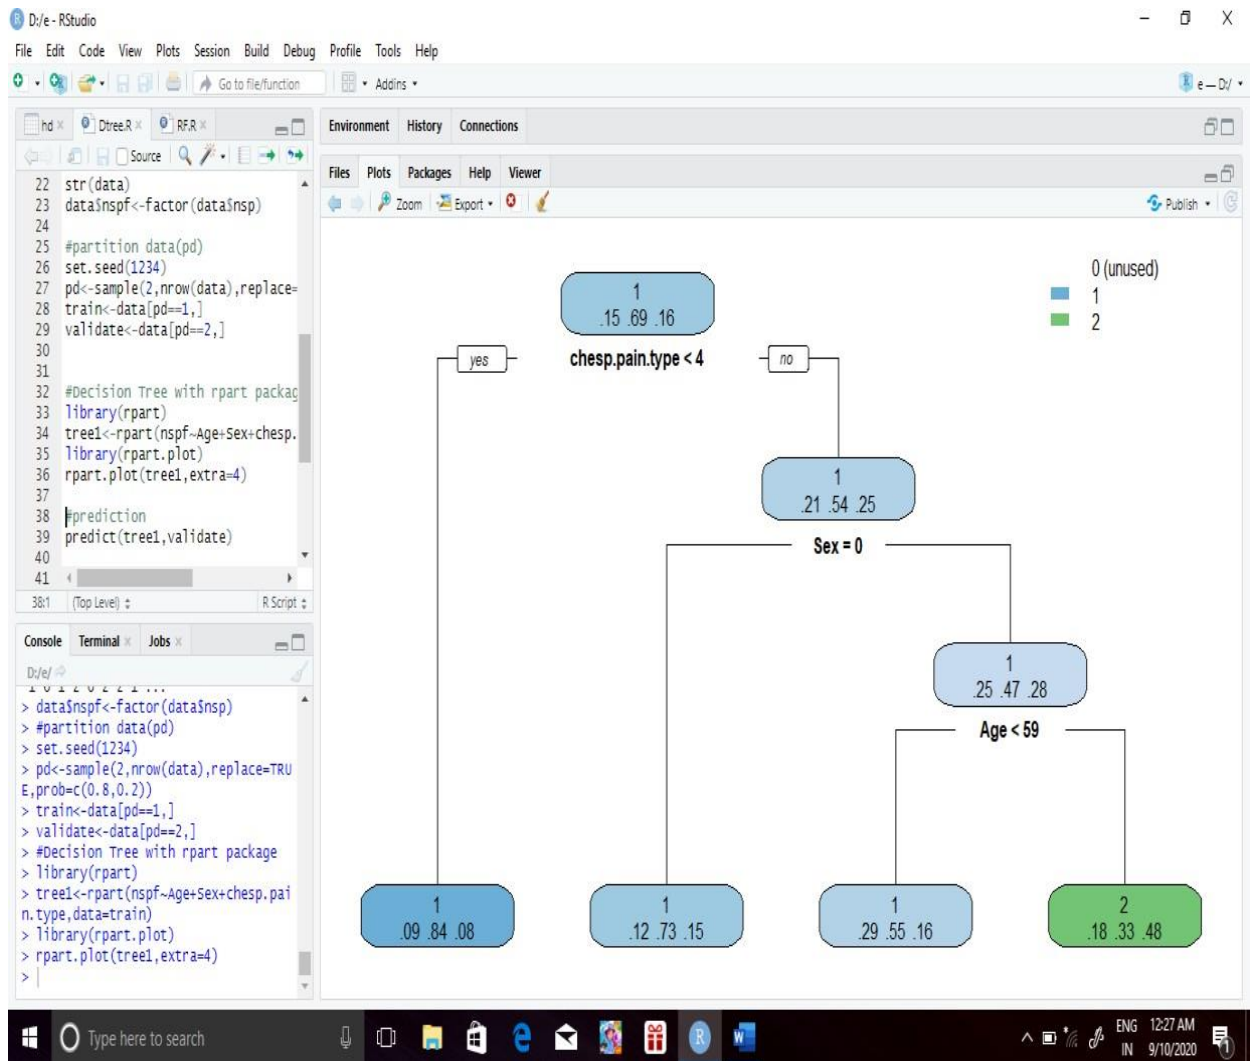 D:/e - RStudio
File Edit Code View Plots Session Build Debug Profile Tools Help
Go to file/function Addins e — D:/
hd Dtree.R RF.R
Source
22 str(data)
23 data$nspf<-factor(data$nsp)
24
25 #partition data(pd)
26 set.seed(1234)
27 pd<-sample(2,nrow(data),replace=
28 train<-data[pd==1,]
29 validate<-data[pd==2,]
30
31
32 #Decision Tree with rpart packag
33 library(rpart)
34 tree1<-rpart(nspf~Age+Sex+chesp.
35 library(rpart.plot)
36 rpart.plot(tree1,extra=4)
37
38 #prediction
39 predict(tree1,validate)
40
41
38:1 (Top Level) R Script
Console Terminal Jobs
D:/e/
> data$nspf<-factor(data$nsp)
> #partition data(pd)
> set.seed(1234)
> pd<-sample(2,nrow(data),replace=TRU
E,prob=c(0.8,0.2))
> train<-data[pd==1,]
> validate<-data[pd==2,]
> #Decision Tree with rpart package
> library(rpart)
> tree1<-rpart(nspf~Age+Sex+chesp.pai
n.type,data=train)
> library(rpart.plot)
> rpart.plot(tree1,extra=4)
>
Environment History Connections
Files Plots Packages Help Viewer
Zoom Export Publish
0 (unused)
1
2
1
.15 .69 .16
yes chesp.pain.type < 4 no
1
.21 .54 .25
Sex = 0
1
.25 .47 .28
Age < 59
1
.09 .84 .08
1
.12 .73 .15
1
.29 .55 .16
2
.18 .33 .48
Type here to search
ENG 12:27 AM
IN 9/10/2020